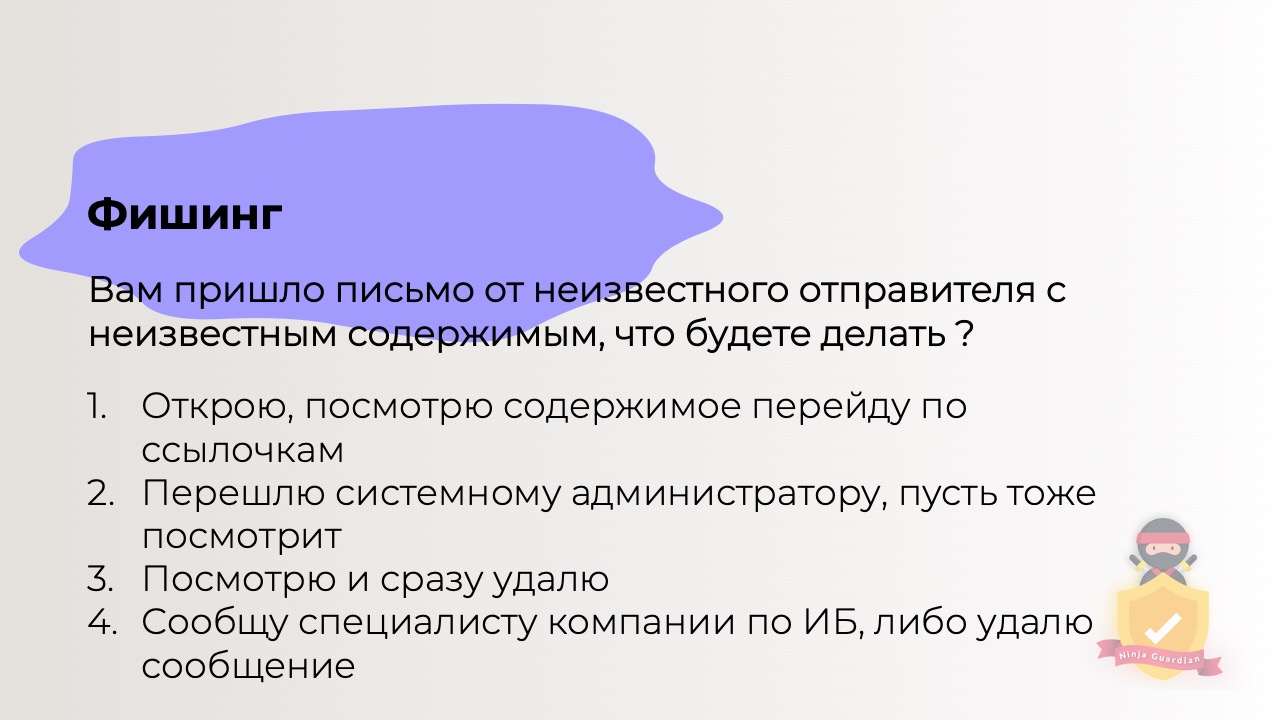 Фишинг
Вам пришло письмо от неизвестного отправителя с
неизвестным содержимым, что будете делать ?
1. Открою, посмотрю содержимое перейду по
ссылочкам
2. Перешлю системному администратору, пусть тоже
посмотрит
3. Посмотрю и сразу удалю
4. Сообщу специалисту компании по ИБ, либо удалю
сообщение
Ninja Guardian